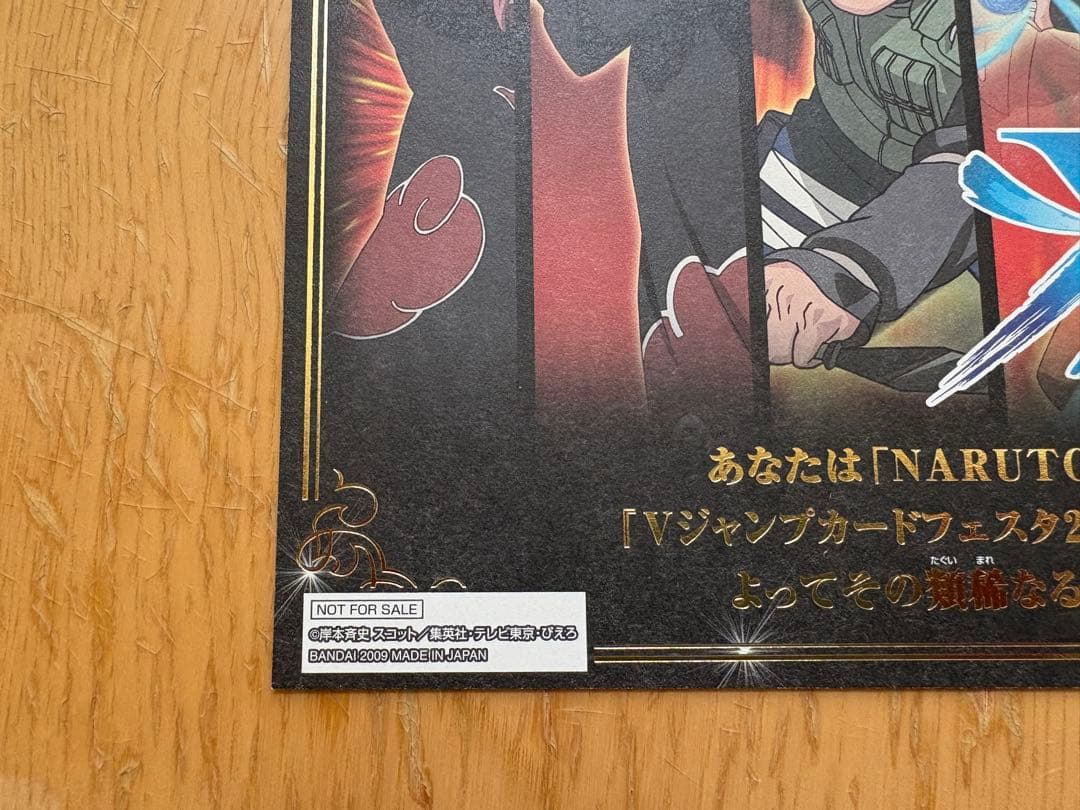 あなたは「NARUTO
「Vジャンプカードフェスタ2
よってその類稀なる
たぐい まれ
NOT FOR SALE
©岸本斉史 スコット／集英社・テレビ東京・ぴえろ
BANDAI 2009 MADE IN JAPAN